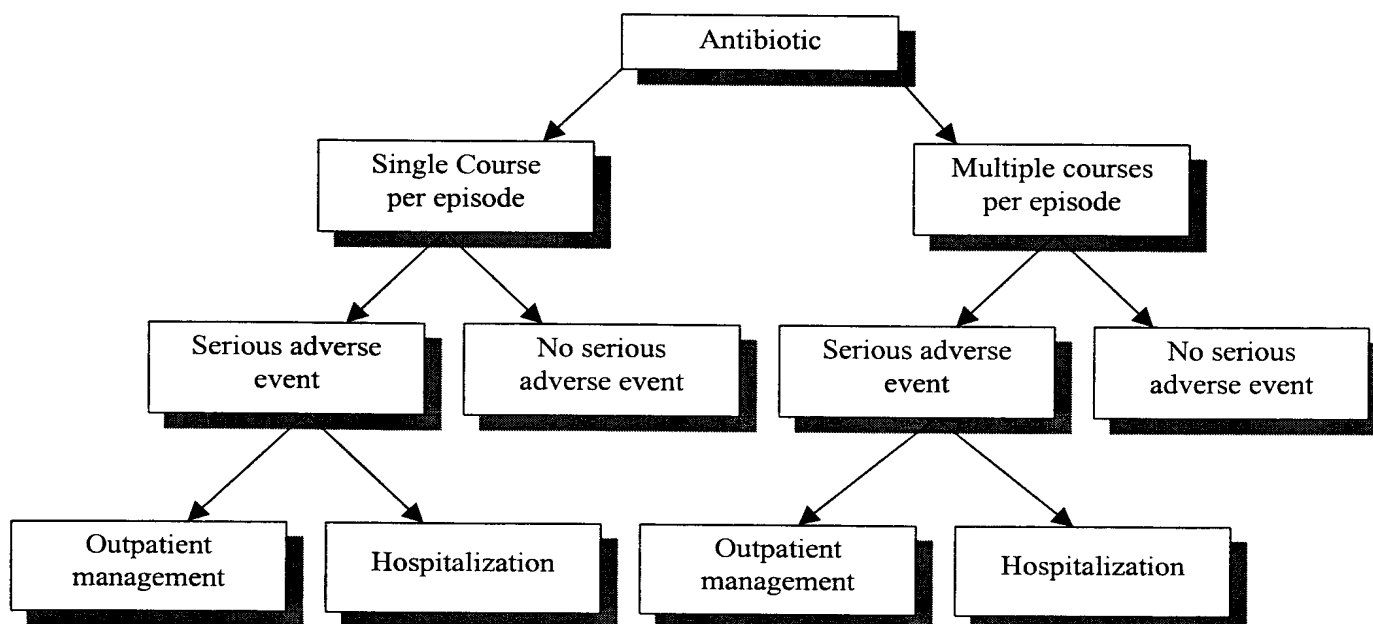 Antibiotic
Single Course
per episode
Multiple courses
per episode
Serious adverse
event
No serious
adverse event
Serious adverse
event
No serious
adverse event
Outpatient
management
Hospitalization
Outpatient
management
Hospitalization